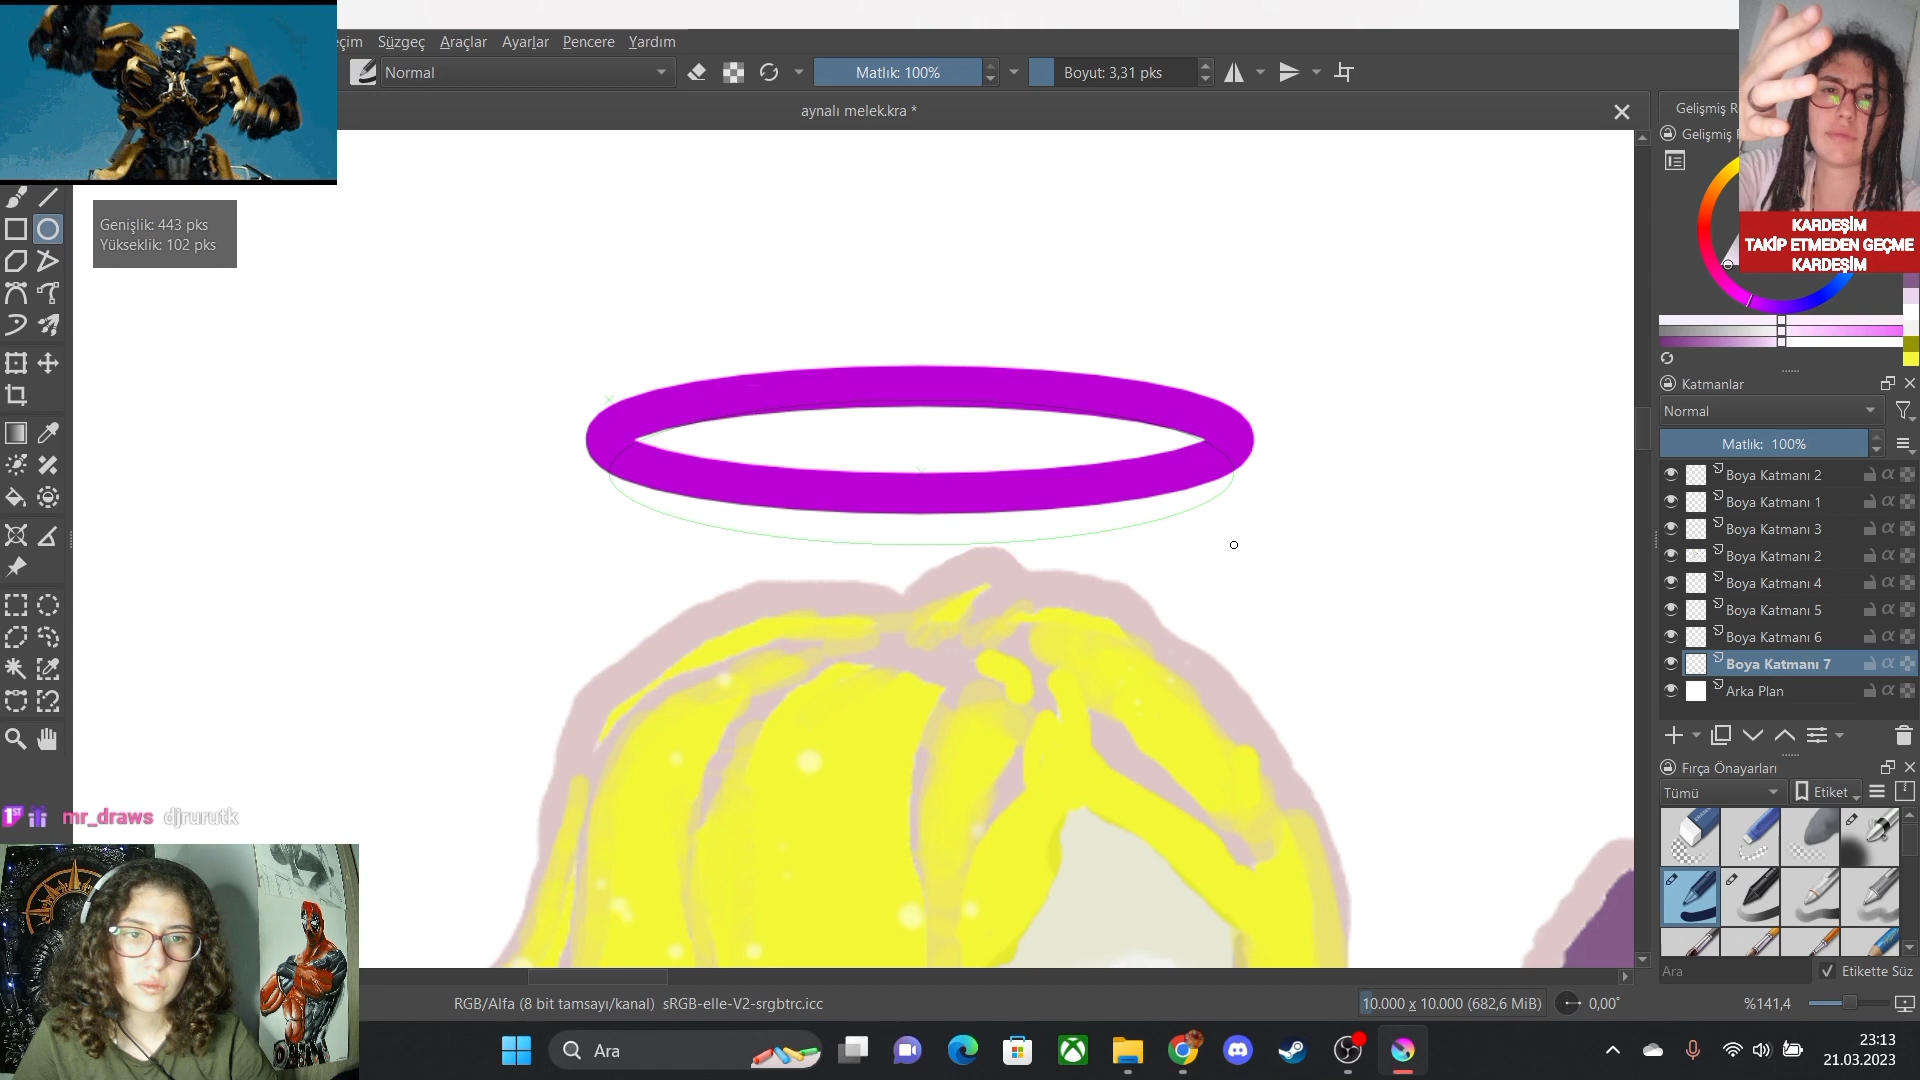 Süzgeç Araçlar Ayarlar Pencere Yardım
Normal
Matlık: 100%
Boyut: 3,31 pks
aynalı melek.kra *
Gelişmiş R
Gelişmiş
Genişlik: 443 pks
Yükseklik: 102 pks
KARDEŞİM
TAKİP ETMEDEN GEÇME
KARDEŞİM
Katmanlar
Normal
Matlık: 100%
Boya Katmanı 2
Boya Katmanı 1
Boya Katmanı 3
Boya Katmanı 2
Boya Katmanı 4
Boya Katmanı 5
Boya Katmanı 6
Boya Katmanı 7
Arka Plan
Fırça Önayarları
Tümü
Etiket
1ST mr_draws djrurutk
Ara
Etikette Süz
RGB/Alfa (8 bit tamsayı/kanal) sRGB-elle-V2-srgbtrc.icc
10.000 x 10.000 (682,6 MiB)
0,00°
%141,4
Ara
23:13
21.03.2023